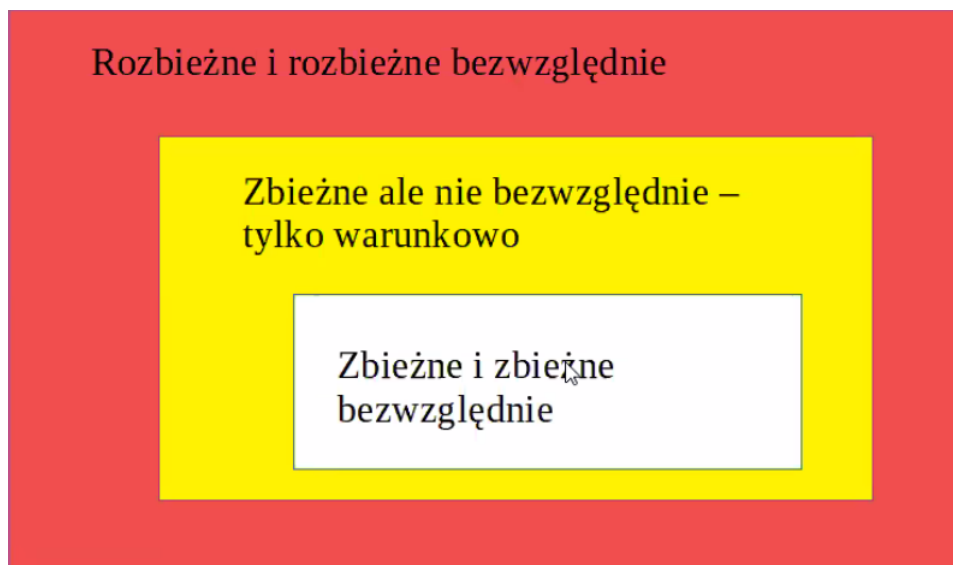 Rozbieżne i rozbieżne bezwzględnie
Zbieżne ale nie bezwzględnie –
tylko warunkowo
Zbieżne i zbieżne
bezwzględnie